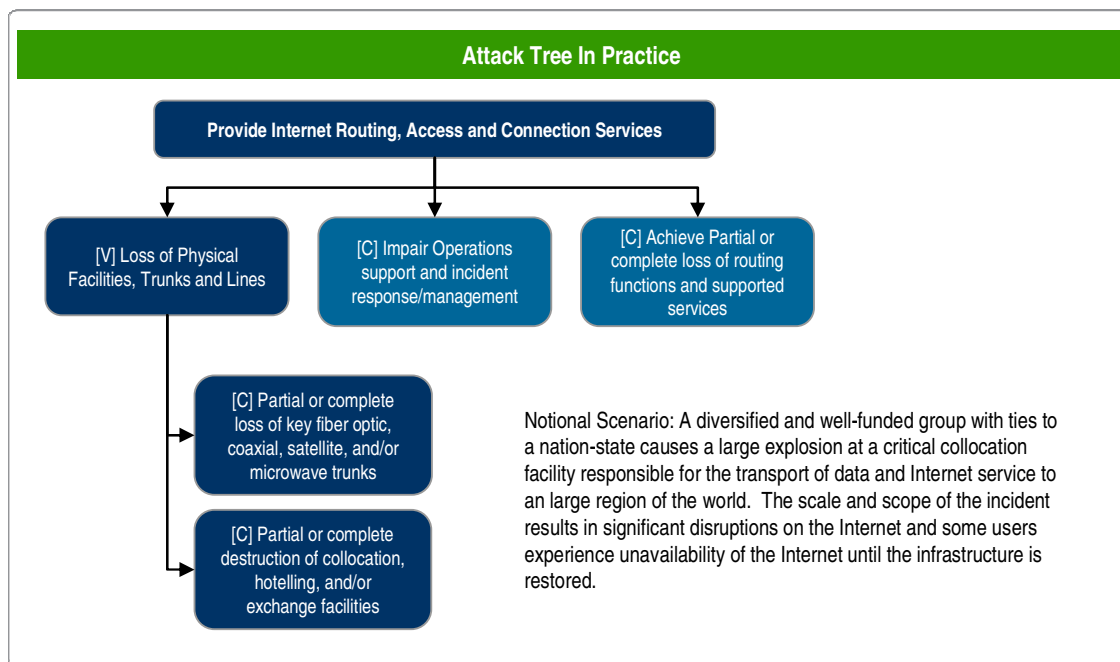 Attack Tree In Practice
Provide Internet Routing, Access and Connection Services
[V] Loss of Physical
Facilities, Trunks and Lines
[C] Impair Operations
support and incident
response/management
[C] Achieve Partial or
complete loss of routing
functions and supported
services
[C] Partial or complete
loss of key fiber optic,
coaxial, satellite, and/or
microwave trunks
[C] Partial or complete
destruction of collocation,
hotelling, and/or
exchange facilities
Notional Scenario: A diversified and well-funded group with ties to
a nation-state causes a large explosion at a critical collocation
facility responsible for the transport of data and Internet service to
an large region of the world.  The scale and scope of the incident
results in significant disruptions on the Internet and some users
experience unavailability of the Internet until the infrastructure is
restored.